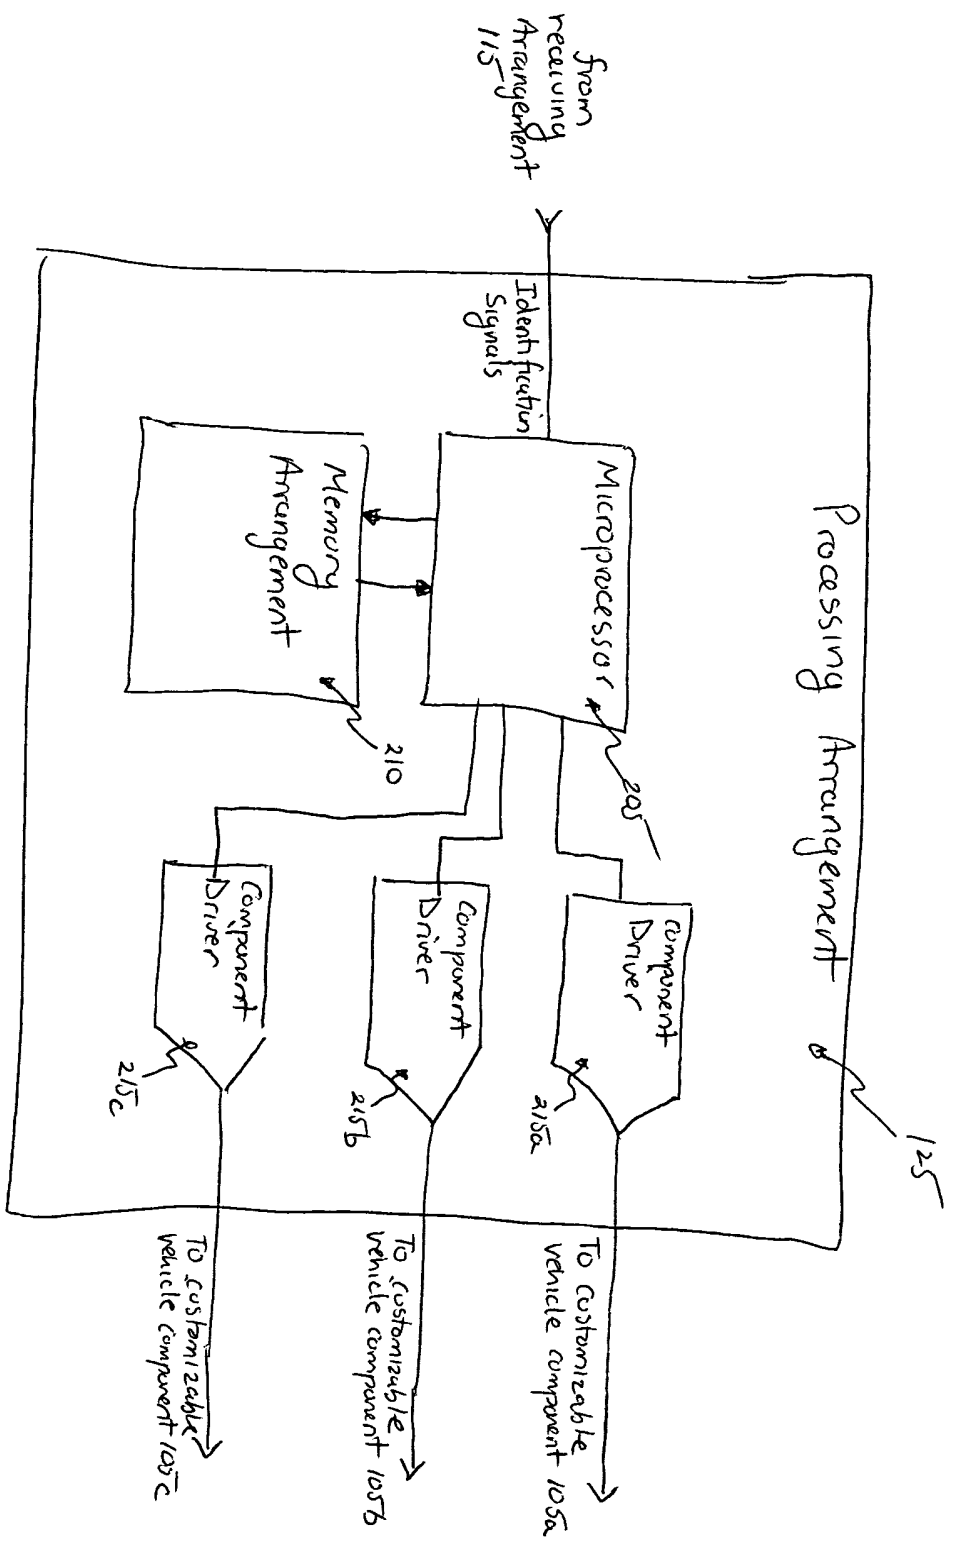 Processing Arrangement
125
from
receiving
Arrangement
115
Identification
Signals
Microprocessor
205
Memory
Arrangement
210
component
Driver
215a
Component
Driver
215b
Component
Driver
215c
To customizable
vehicle component 105a
To customizable
vehicle component 105b
To customizable
vehicle component 105c